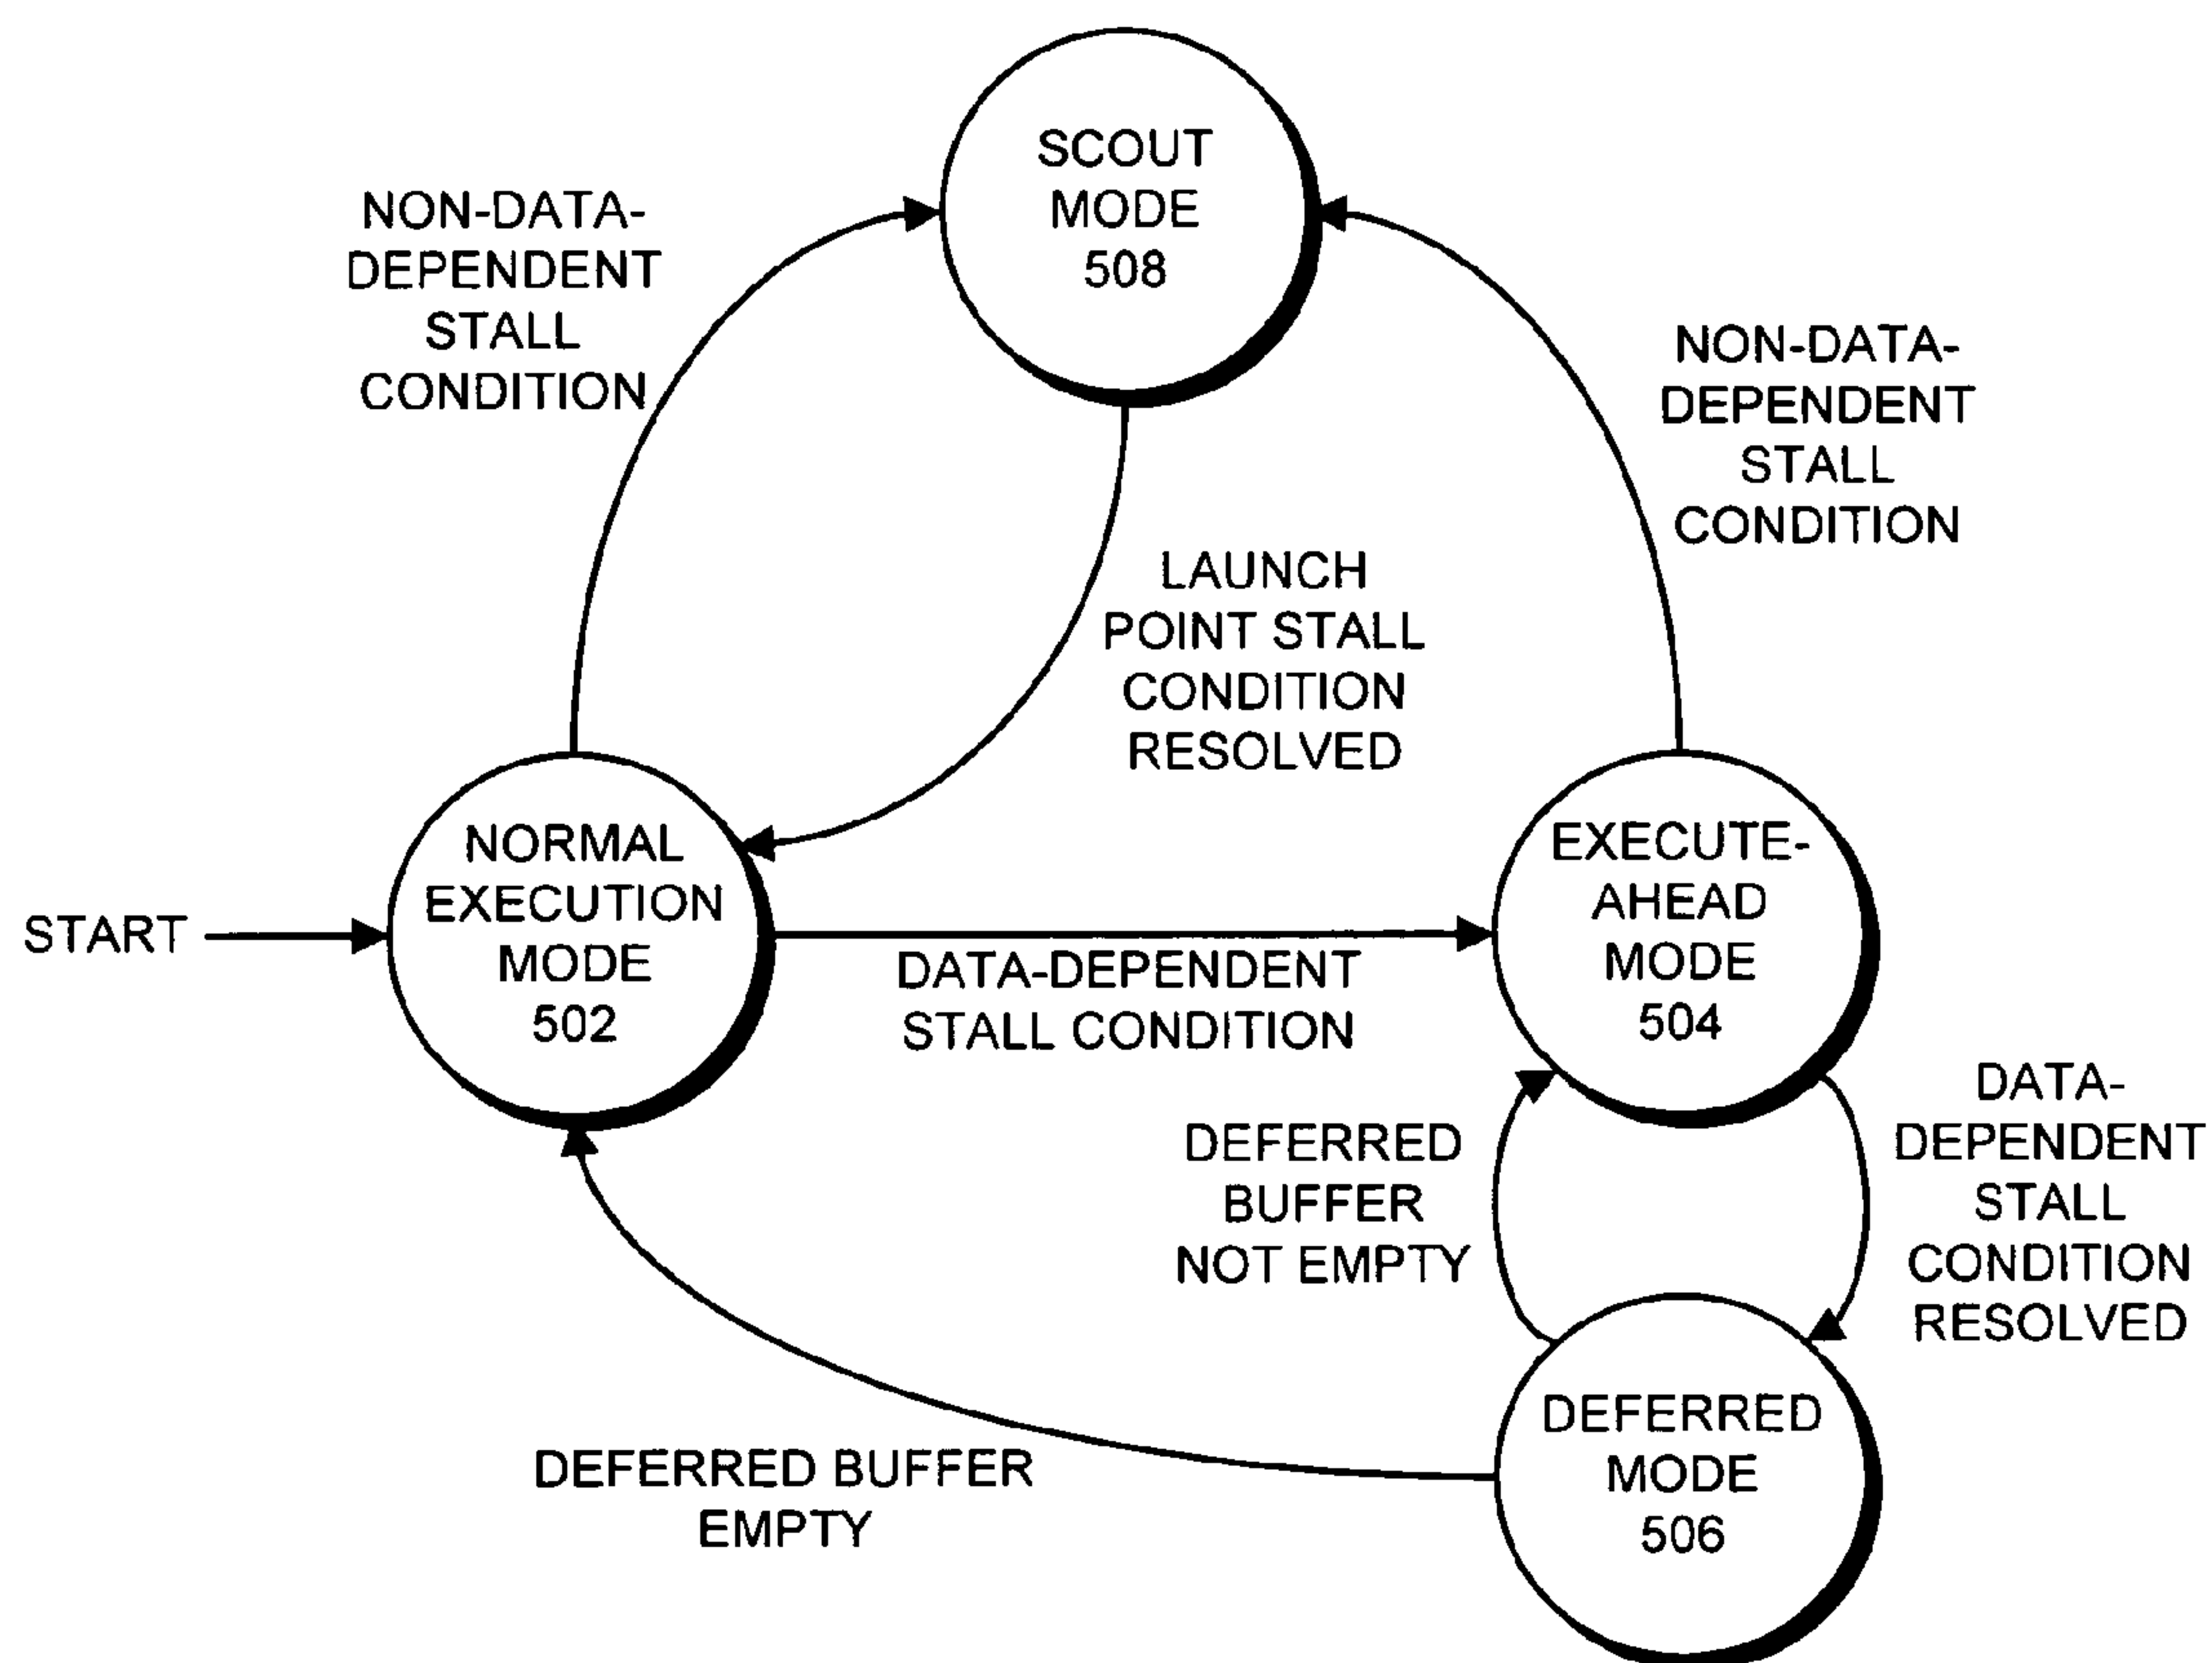 SCOUT
MODE
508
NON-DATA-
DEPENDENT
STALL
CONDITION
NON-DATA-
DEPENDENT
STALL
CONDITION
LAUNCH
POINT STALL
CONDITION
RESOLVED
START
NORMAL
EXECUTION
MODE
502
DATA-DEPENDENT
STALL CONDITION
EXECUTE-
AHEAD
MODE
504
DEFERRED
BUFFER
NOT EMPTY
DATA-
DEPENDENT
STALL
CONDITION
RESOLVED
DEFERRED BUFFER
EMPTY
DEFERRED
MODE
506